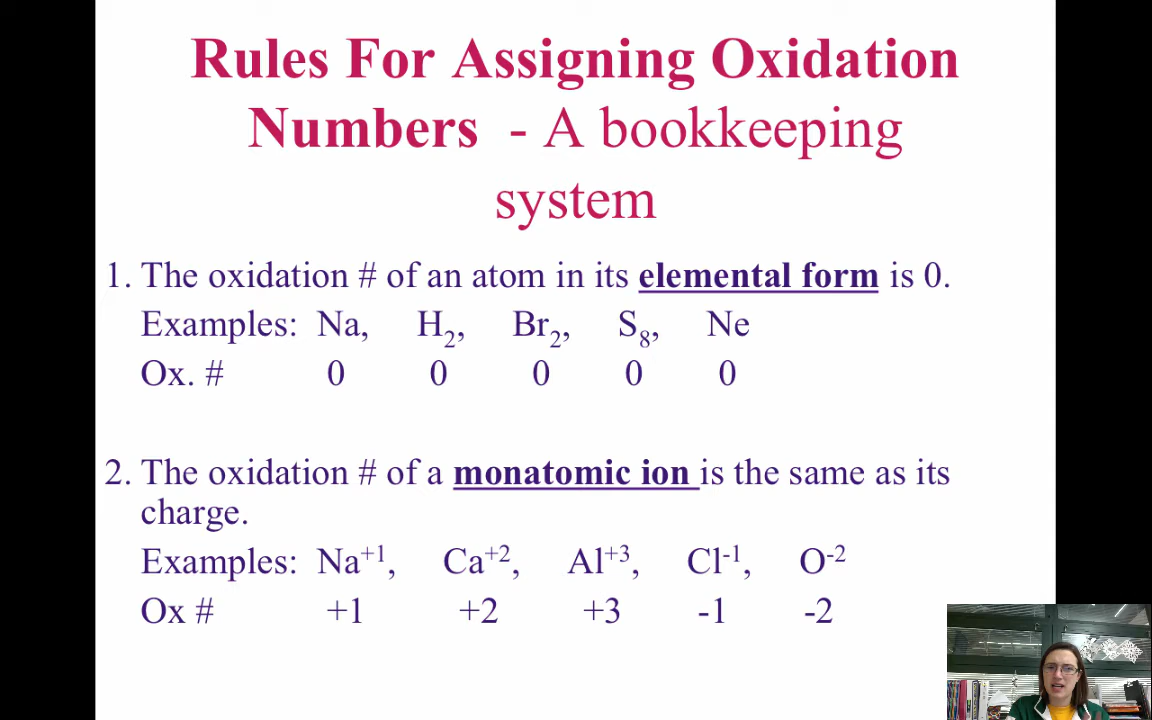 Rules For Assigning Oxidation
Numbers - A bookkeeping
system
1. The oxidation # of an atom in its elemental form is 0.
Examples: Na, H₂, Br₂, S₈, Ne
Ox. # 0 0 0 0 0
2. The oxidation # of a monatomic ion is the same as its
charge.
Examples: Na⁺¹, Ca⁺², Al⁺³, Cl⁻¹, O⁻²
Ox # +1 +2 +3 -1 -2